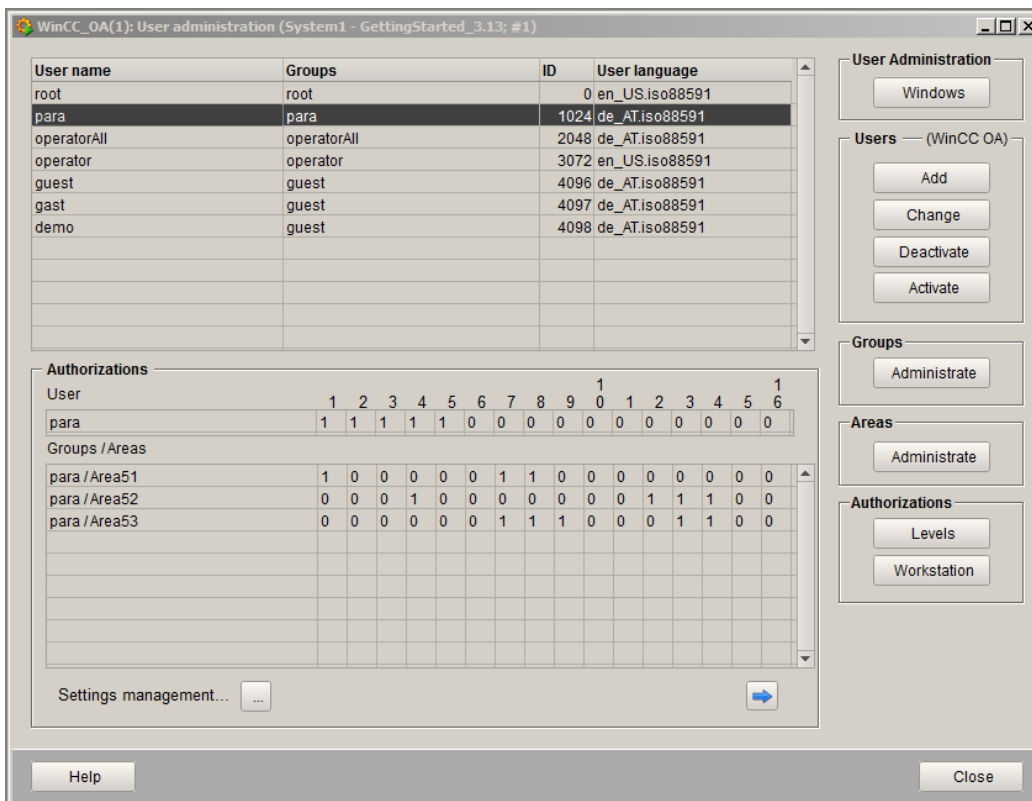 WinCC_OA(1): User administration (System1 - GettingStarted_3.13; #1)
User name Groups ID User language
root root 0 en_US.iso88591
para para 1024 de_AT.iso88591
operatorAll operatorAll 2048 de_AT.iso88591
operator operator 3072 en_US.iso88591
guest guest 4096 de_AT.iso88591
gast guest 4097 de_AT.iso88591
demo guest 4098 de_AT.iso88591
Authorizations
User 1 2 3 4 5 6 7 8 9 10 1 2 3 4 5 16
para 1 1 1 1 1 0 0 0 0 0 0 0 0 0 0 0
Groups / Areas
para / Area51 1 0 0 0 0 0 1 1 0 0 0 0 0 0 0 0
para / Area52 0 0 0 1 0 0 0 0 0 0 0 1 1 1 0 0
para / Area53 0 0 0 0 0 0 1 1 1 0 0 0 1 1 0 0
Settings management... ...
User Administration
Windows
Users (WinCC OA)
Add
Change
Deactivate
Activate
Groups
Administrate
Areas
Administrate
Authorizations
Levels
Workstation
Help
Close